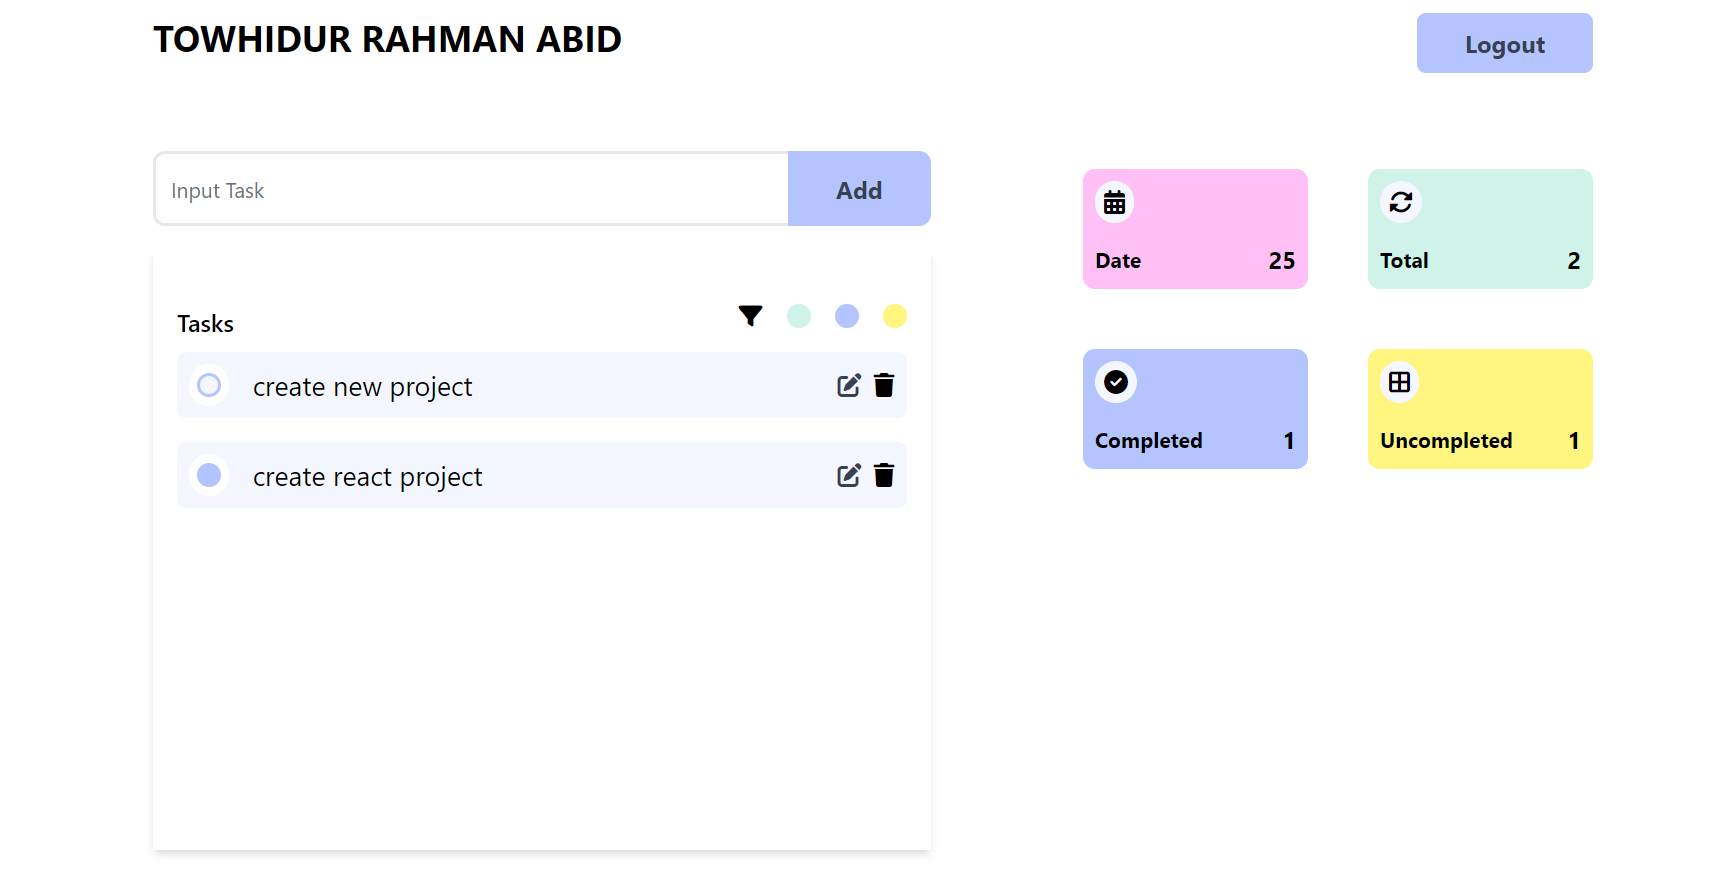 TOWHIDUR RAHMAN ABID
Logout
Input Task
Add
Tasks
create new project
create react project
Date 25
Total 2
Completed 1
Uncompleted 1